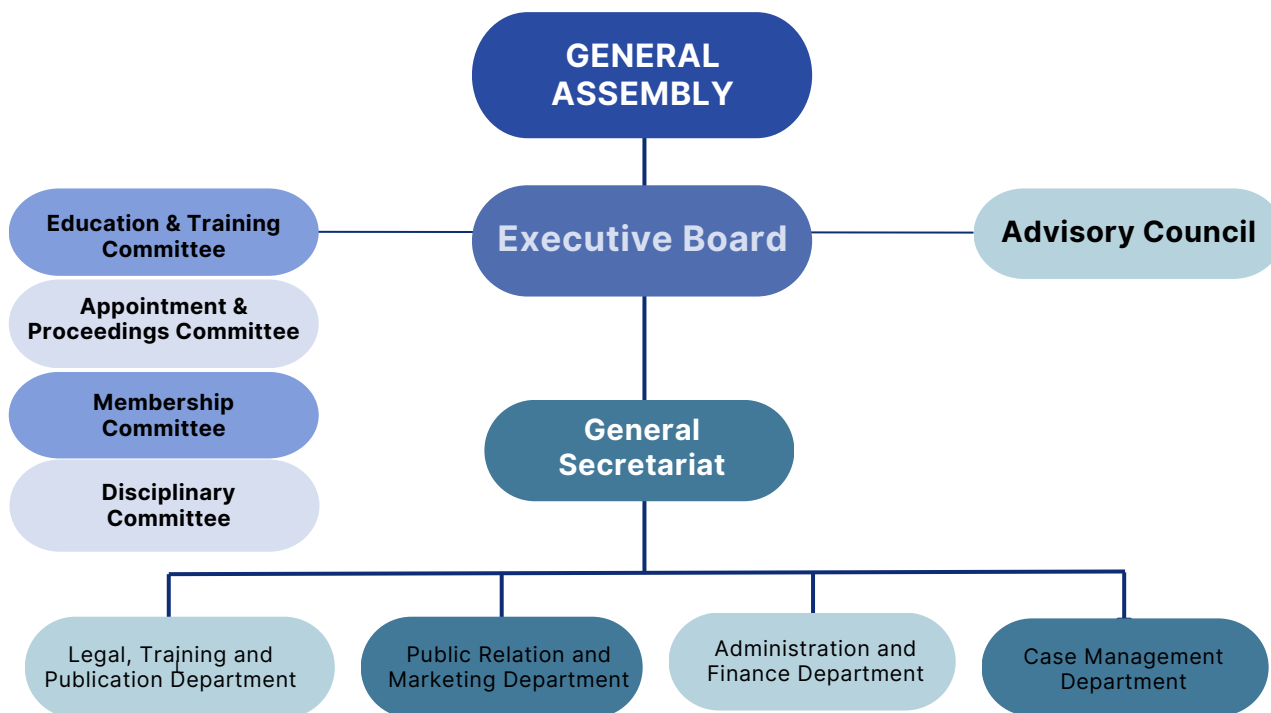 GENERAL
ASSEMBLY
Education & Training
Committee
Executive Board
Advisory Council
Appointment &
Proceedings Committee
Membership
Committee
General
Secretariat
Disciplinary
Committee
Legal, Training and
Publication Department
Public Relation and
Marketing Department
Administration and
Finance Department
Case Management
Department